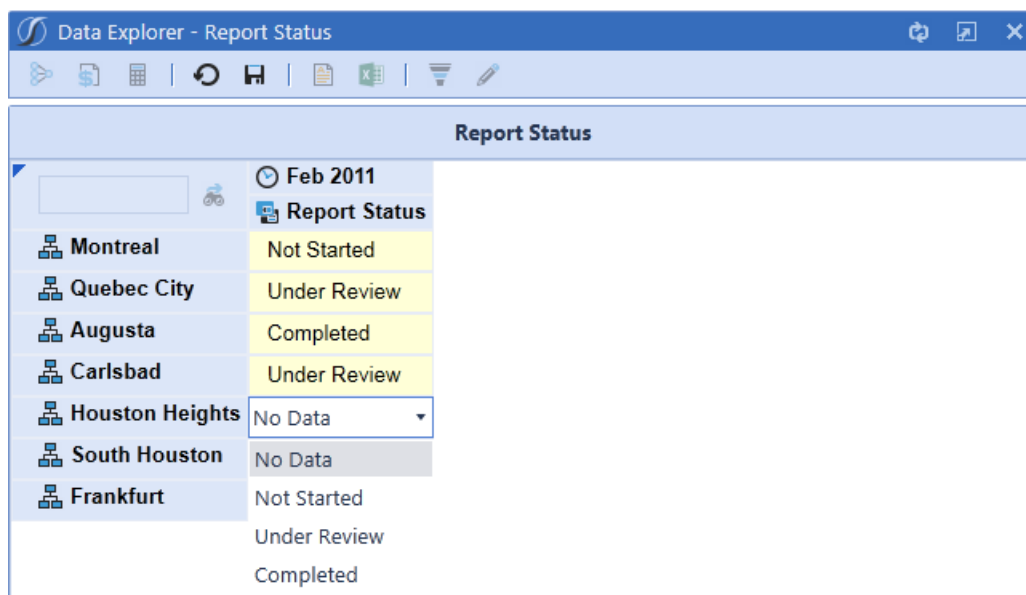 Data Explorer - Report Status
Report Status
Feb 2011
Report Status
Montreal Not Started
Quebec City Under Review
Augusta Completed
Carlsbad Under Review
Houston Heights No Data
South Houston No Data
Frankfurt Not Started
Under Review
Completed